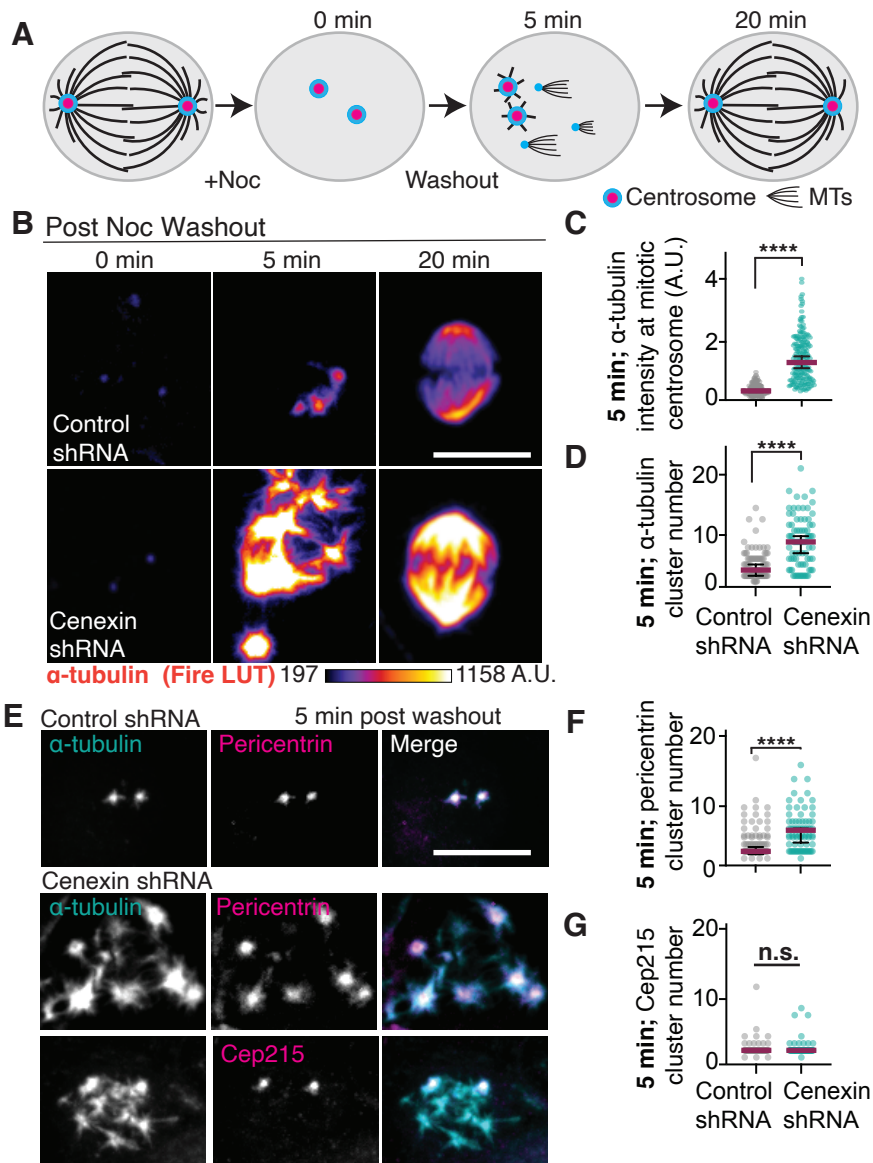 A
0 min
5 min
20 min
+Noc
Washout
Centrosome
MTs
B
Post Noc Washout
0 min
5 min
20 min
Control
shRNA
Cenexin
shRNA
α-tubulin (Fire LUT) 197
1158 A.U.
C
5 min; α-tubulin
intensity at mitotic
centrosome (A.U.)
4
2
0
****
D
5 min; α-tubulin
cluster number
20
10
0
****
Control
shRNA
Cenexin
shRNA
E
Control shRNA
5 min post washout
α-tubulin
Pericentrin
Merge
Cenexin shRNA
α-tubulin
Pericentrin
Cep215
F
5 min; pericentrin
cluster number
20
10
0
****
G
5 min; Cep215
cluster number
20
10
0
n.s.
Control
shRNA
Cenexin
shRNA